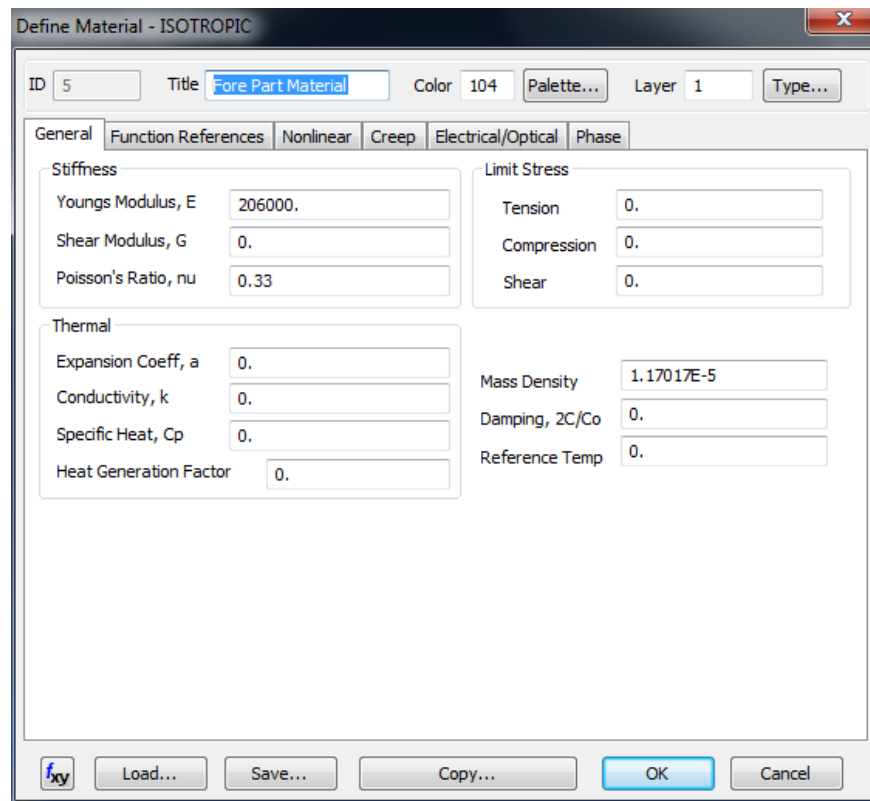 Define Material - ISOTROPIC
X
ID 5 Title Fore Part Material Color 104 Palette... Layer 1 Type...
General Function References Nonlinear Creep Electrical/Optical Phase
Stiffness
Youngs Modulus, E 206000.
Shear Modulus, G 0.
Poisson's Ratio, nu 0.33
Limit Stress
Tension 0.
Compression 0.
Shear 0.
Thermal
Expansion Coeff, a 0.
Conductivity, k 0.
Specific Heat, Cp 0.
Heat Generation Factor 0.
Mass Density 1.17017E-5
Damping, 2C/Co 0.
Reference Temp 0.
fxy Load... Save... Copy... OK Cancel